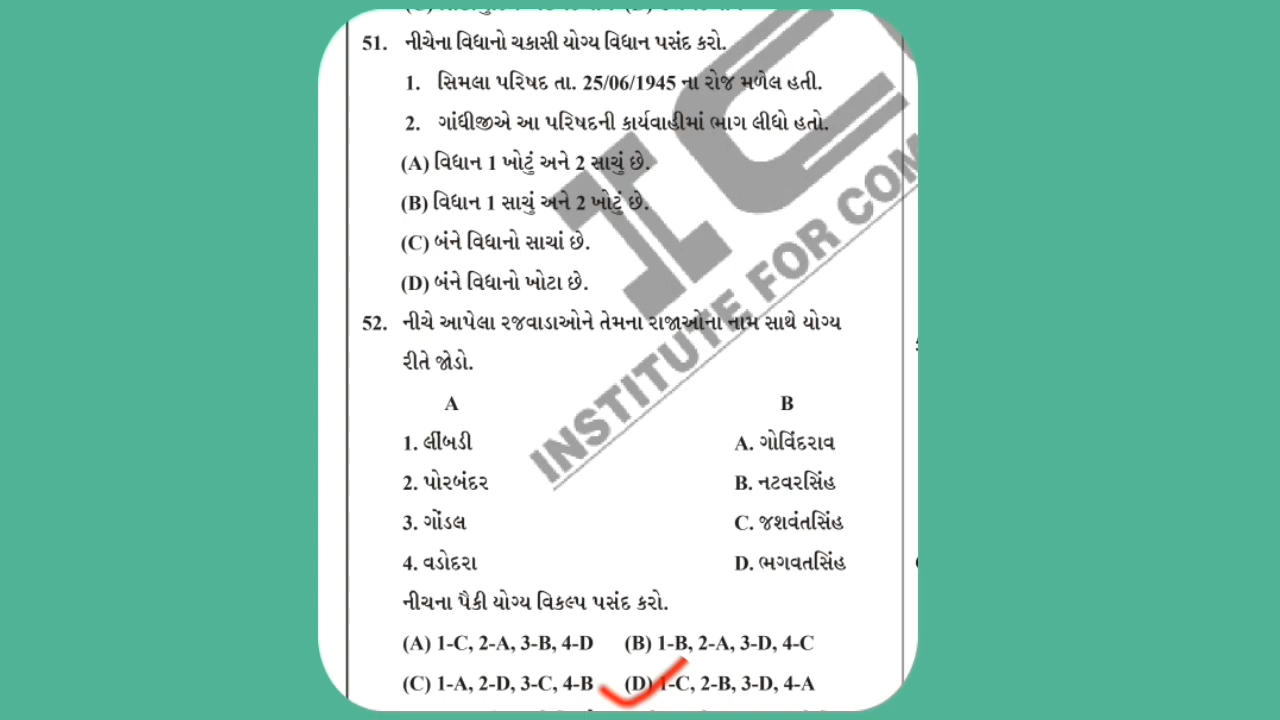 51. નીચેના વિધાનો ચકાસી યોગ્ય વિધાન પસંદ કરો.
1. સિમલા પરિષદ તા. 25/06/1945 ના રોજ મળેલ હતી.
2. ગાંધીજીએ આ પરિષદની કાર્યવાહીમાં ભાગ લીધો હતો.
(A) વિધાન 1 ખોટું અને 2 સાચું છે.
(B) વિધાન 1 સાચું અને 2 ખોટું છે.
(C) બંને વિધાનો સાચાં છે.
(D) બંને વિધાનો ખોટા છે.
52. નીચે આપેલા રજવાડાઓને તેમના રાજાઓના નામ સાથે યોગ્ય
રીતે જોડો.
A B
1. લીંબડી A. ગોવિંદરાવ
2. પોરબંદર B. નટવરસિંહ
3. ગોંડલ C. જશવંતસિંહ
4. વડોદરા D. ભગવતસિંહ
નીચના પૈકી યોગ્ય વિકલ્પ પસંદ કરો.
(A) 1-C, 2-A, 3-B, 4-D (B) 1-B, 2-A, 3-D, 4-C
(C) 1-A, 2-D, 3-C, 4-B (D) 1-C, 2-B, 3-D, 4-A
INSTITUTE FOR COM